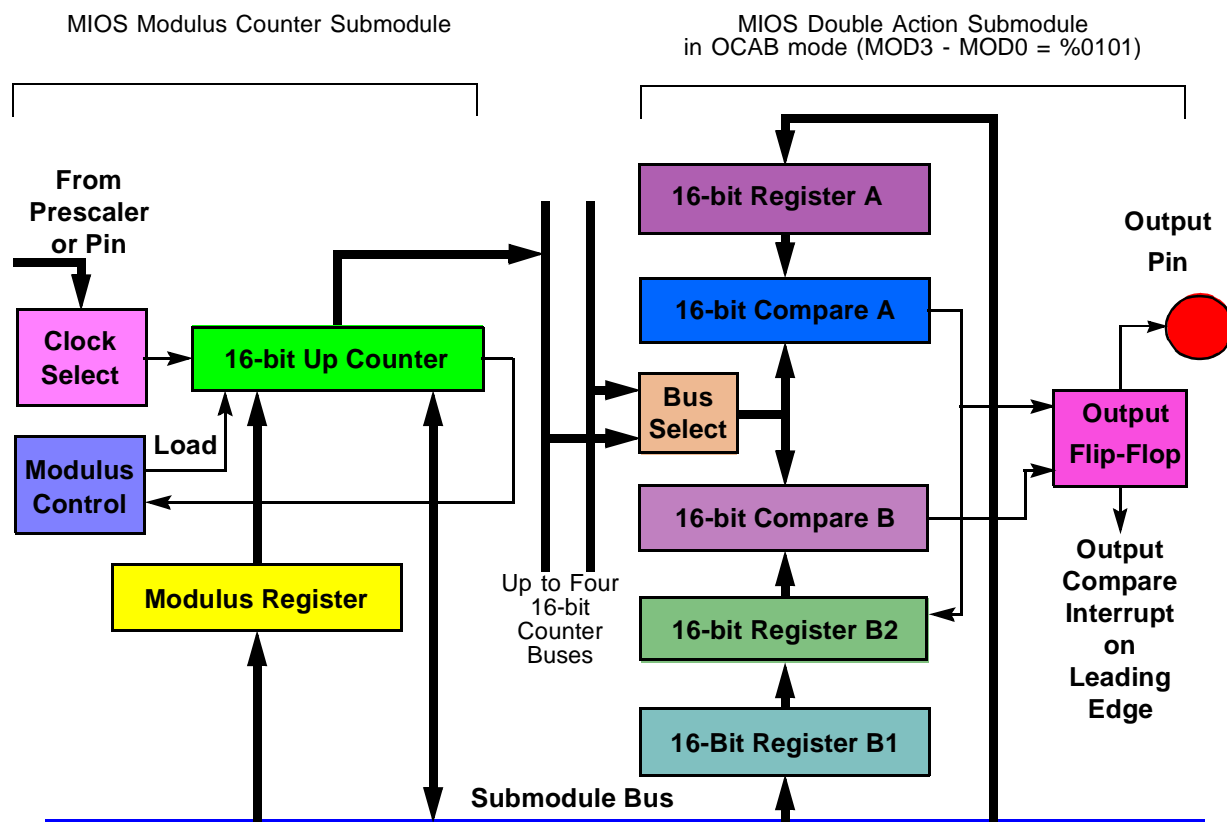 MIOS Modulus Counter Submodule
MIOS Double Action Submodule
in OCAB mode (MOD3 - MOD0 = %0101)
From
Prescaler
or Pin
Clock
Select
16-bit Up Counter
Load
Modulus
Control
Modulus Register
Up to Four
16-bit
Counter
Buses
16-bit Register A
16-bit Compare A
Bus
Select
16-bit Compare B
16-bit Register B2
16-Bit Register B1
Output
Pin
Output
Flip-Flop
Output
Compare
Interrupt
on
Leading
Edge
Submodule Bus